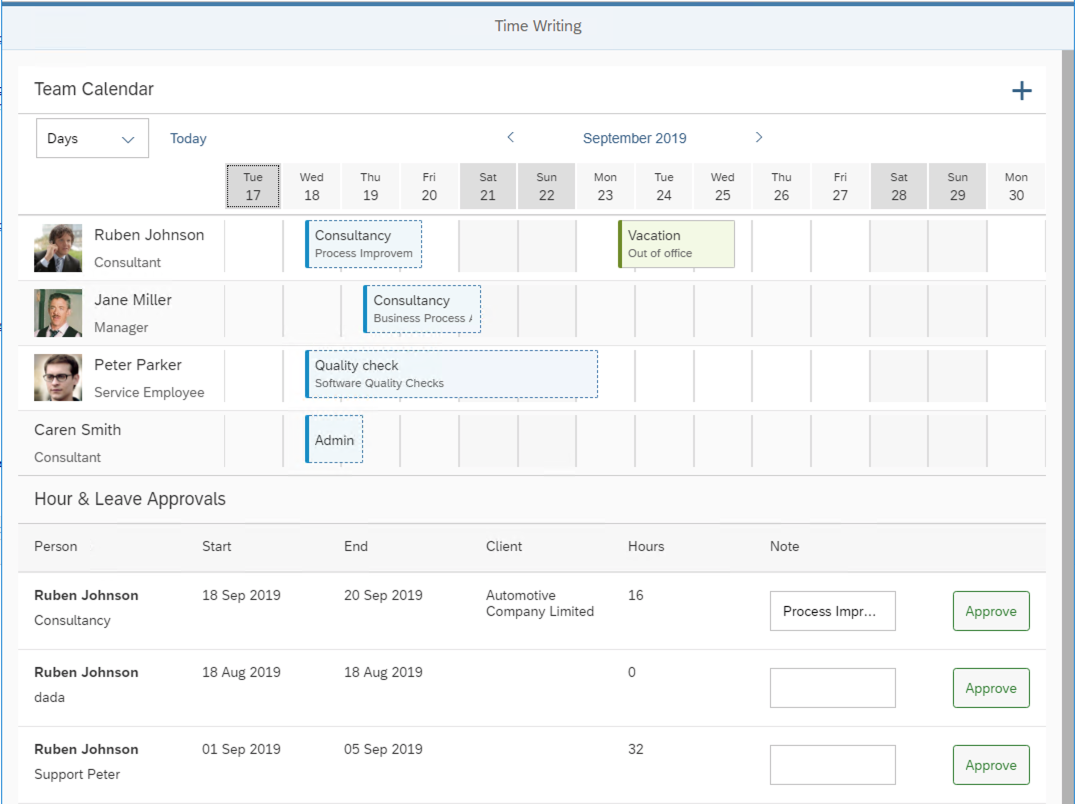 Time Writing
Team Calendar
Days Today September 2019
Tue Wed Thu Fri Sat Sun Mon Tue Wed Thu Fri Sat Sun Mon
17 18 19 20 21 22 23 24 25 26 27 28 29 30
Ruben Johnson
Consultant
Consultancy
Process Improvem
Vacation
Out of office
Jane Miller
Manager
Consultancy
Business Process
Peter Parker
Service Employee
Quality check
Software Quality Checks
Caren Smith
Consultant
Admin
Hour & Leave Approvals
Person Start End Client Hours Note
Ruben Johnson 18 Sep 2019 20 Sep 2019 Automotive 16
Consultancy Company Limited Process Impr... Approve
Ruben Johnson 18 Aug 2019 18 Aug 2019 0
dada Approve
Ruben Johnson 01 Sep 2019 05 Sep 2019 32
Support Peter Approve